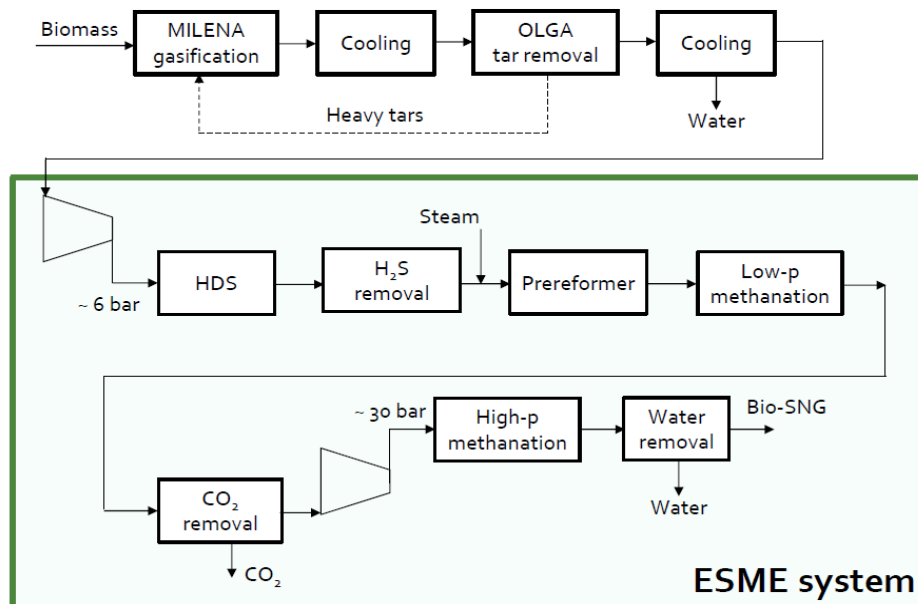 Biomass
MILENA
gasification
Cooling
OLGA
tar removal
Cooling
Heavy tars
Water
Steam
~ 6 bar
HDS
H₂S
removal
Prereformer
Low-p
methanation
~ 30 bar
High-p
methanation
Water
removal
Bio-SNG
Water
CO₂
removal
CO₂
ESME system